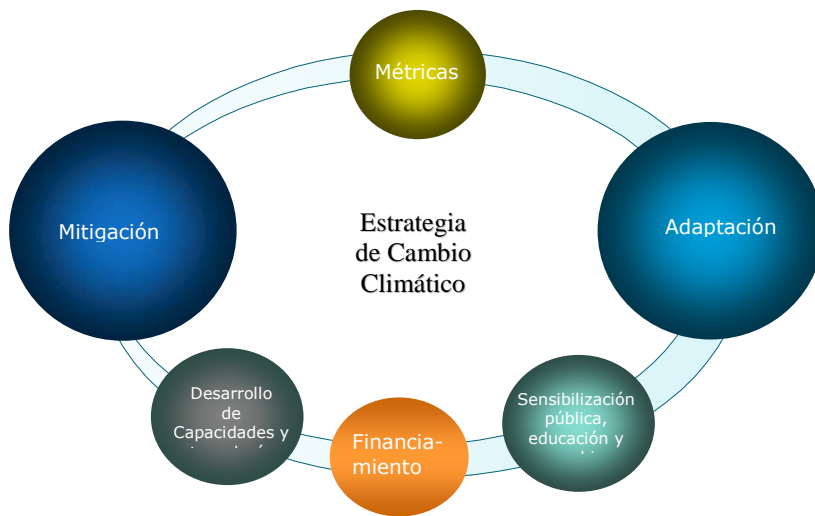 Métricas
Mitigación
Estrategia
de Cambio
Climático
Adaptación
Desarrollo
de
Capacidades y
Financia-
miento
Sensibilización
pública,
educación y